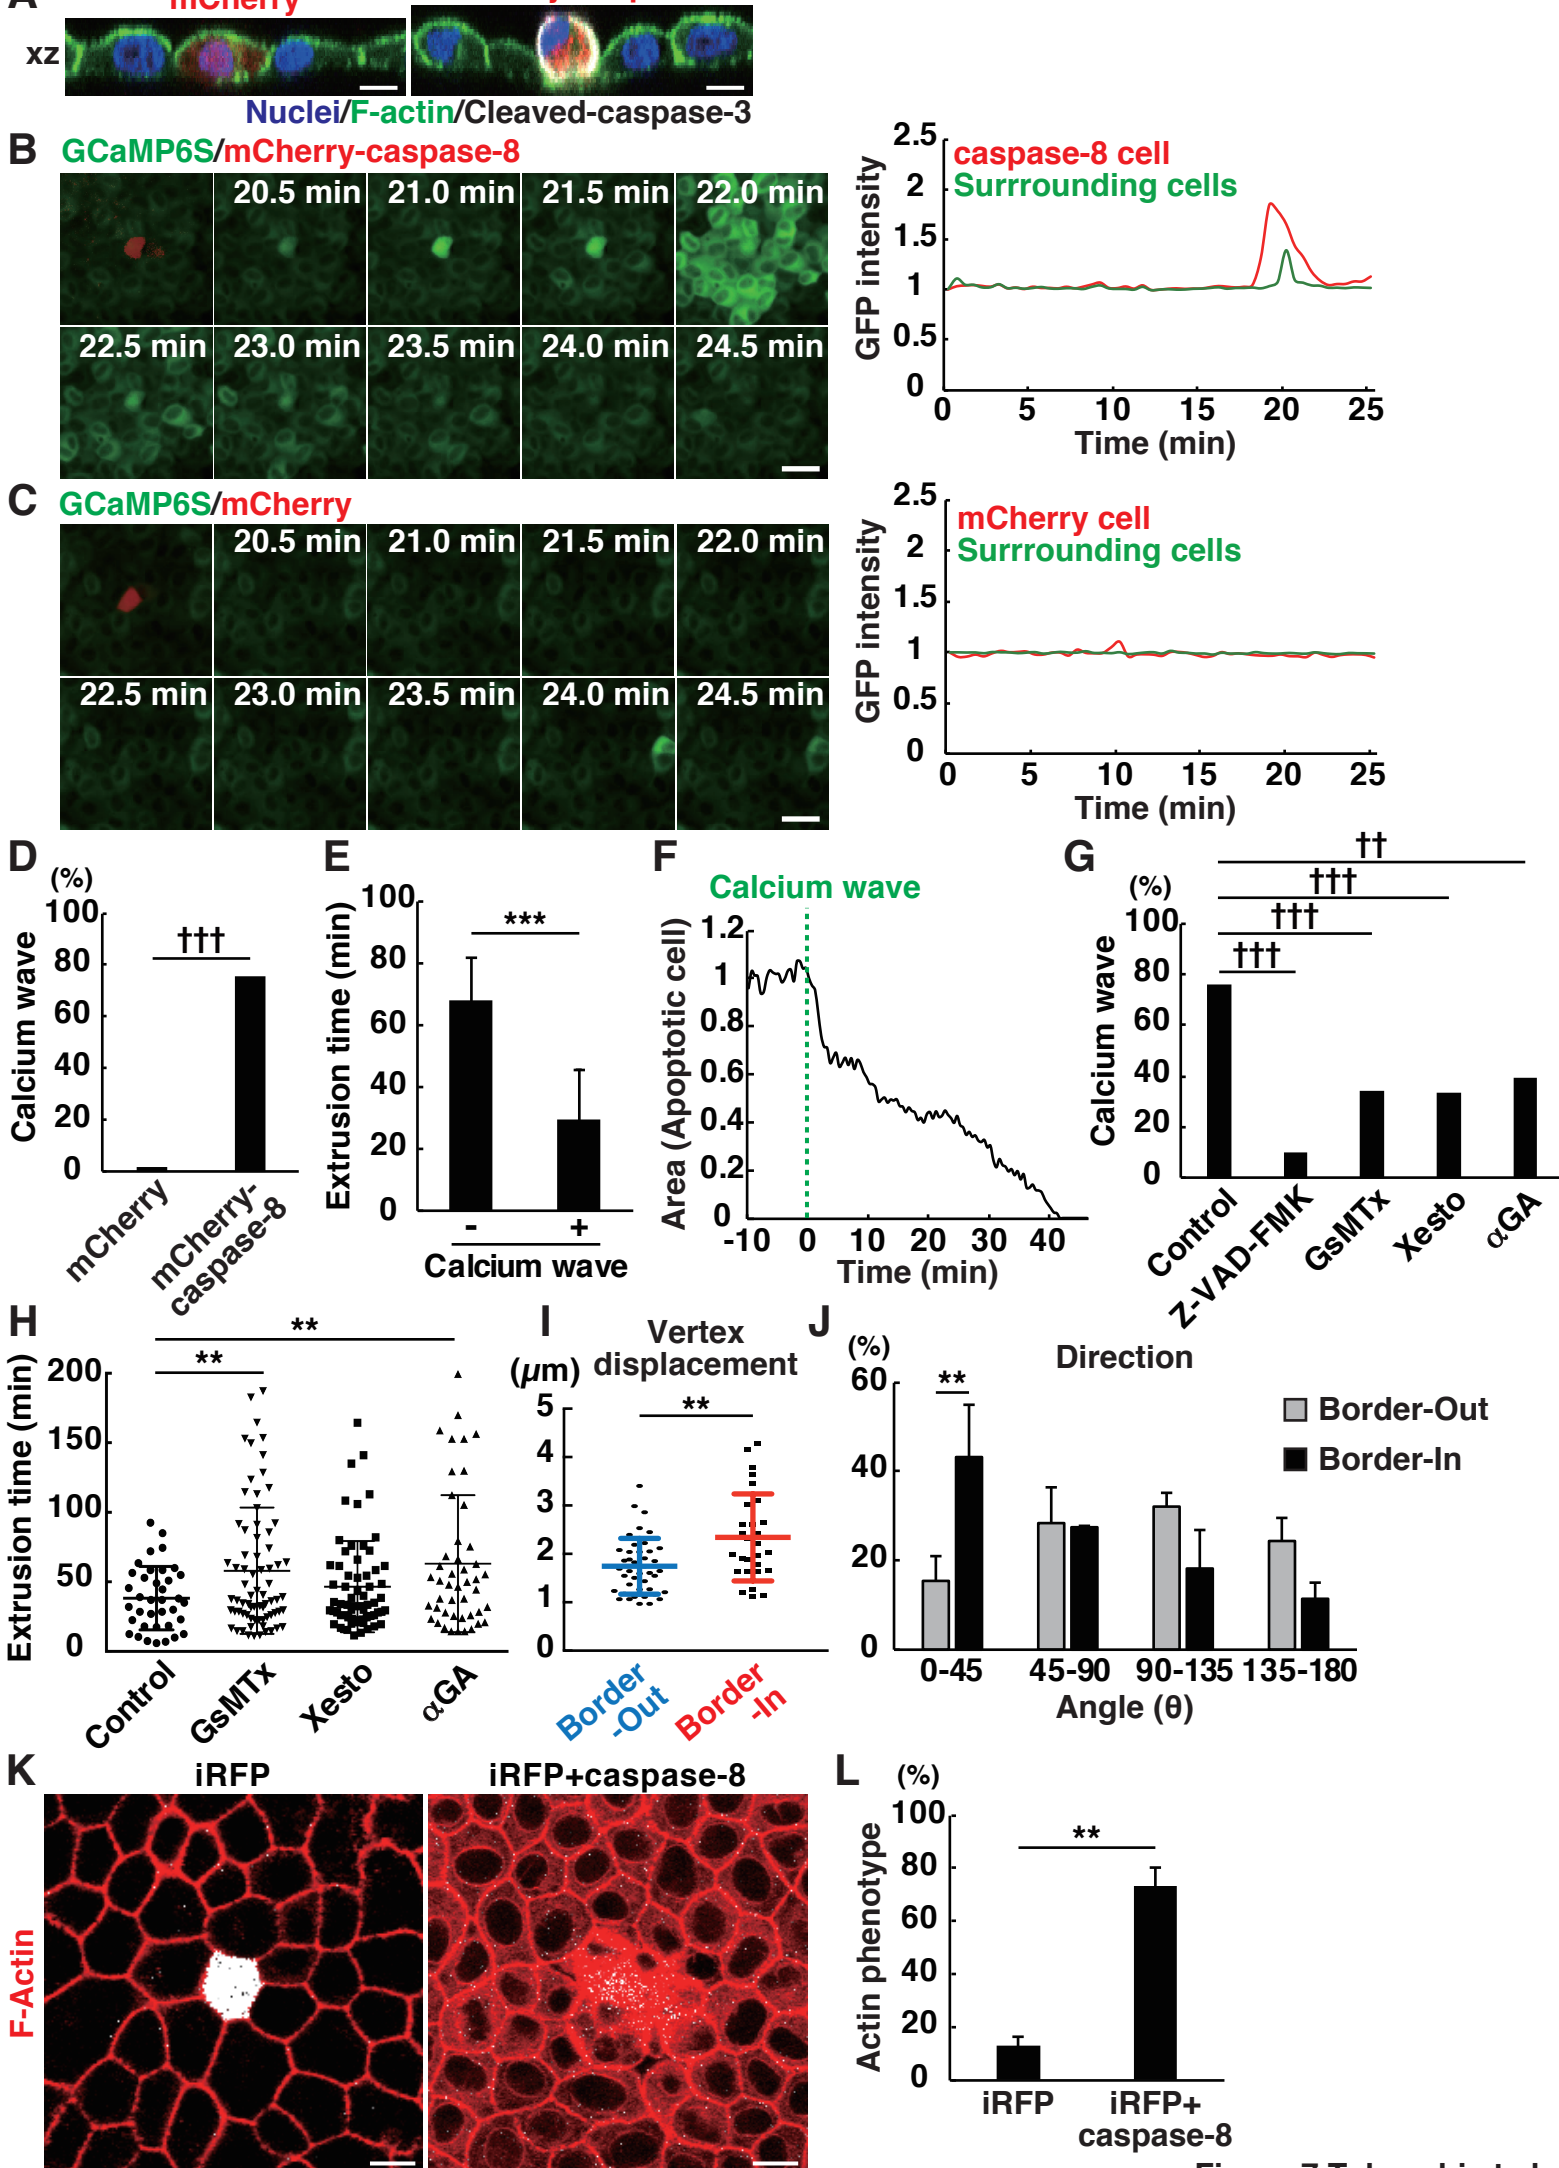 mCherry
xz
Nuclei/F-actin/Cleaved-caspase-3
B
GCaMP6S/mCherry-caspase-8
20.5 min
21.0 min
21.5 min
22.0 min
22.5 min
23.0 min
23.5 min
24.0 min
24.5 min
GFP intensity
2.5
2
1.5
1
0.5
0
caspase-8 cell
Surrrounding cells
0 5 10 15 20 25
Time (min)
C
GCaMP6S/mCherry
20.5 min
21.0 min
21.5 min
22.0 min
22.5 min
23.0 min
23.5 min
24.0 min
24.5 min
GFP intensity
2.5
2
1.5
1
0.5
0
mCherry cell
Surrrounding cells
0 5 10 15 20 25
Time (min)
D
(%)
Calcium wave
100
80
60
40
20
0
†††
mCherry
mCherry-
caspase-8
E
Extrusion time (min)
100
80
60
40
20
0
***
- +
Calcium wave
F
Calcium wave
Area (Apoptotic cell)
1.2
1
0.8
0.6
0.4
0.2
0
-10 0 10 20 30 40
Time (min)
G
(%)
Calcium wave
100
80
60
40
20
0
††
†††
†††
†††
Control
Z-VAD-FMK
GsMTx
Xesto
αGA
H
Extrusion time (min)
200
150
100
50
0
**
**
Control
GsMTx
Xesto
αGA
I
Vertex
displacement
(µm)
5
4
3
2
1
0
**
Border
-Out
Border
-In
J
(%)
Direction
60
40
20
0
**
Border-Out
Border-In
0-45 45-90 90-135 135-180
Angle (θ)
K
iRFP
iRFP+caspase-8
F-Actin
L
(%)
Actin phenotype
100
80
60
40
20
0
**
iRFP
iRFP+
caspase-8